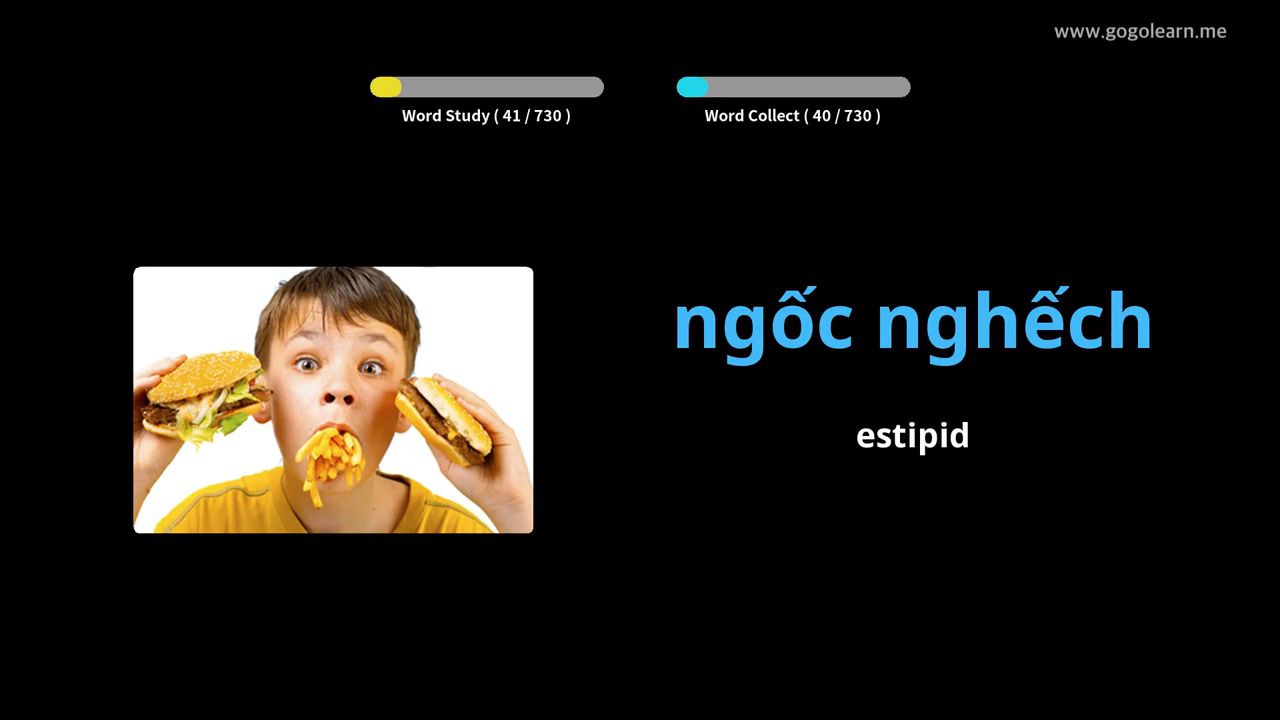 www.gogolearn.me
Word Study ( 41 / 730 )
Word Collect ( 40 / 730 )
ngốc nghếch
estipid